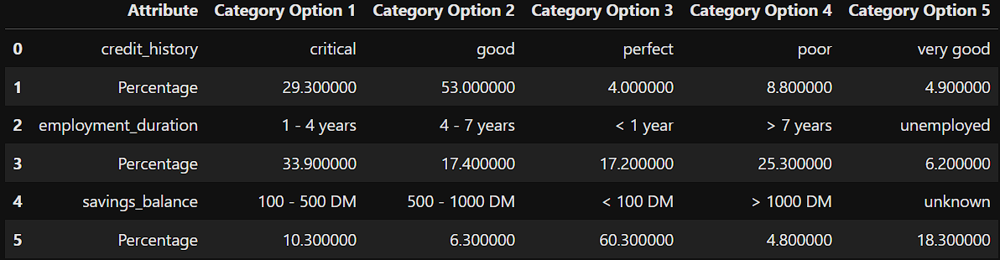 Attribute Category Option 1 Category Option 2 Category Option 3 Category Option 4 Category Option 5
0 credit_history critical good perfect poor very good
1 Percentage 29.300000 53.000000 4.000000 8.800000 4.900000
2 employment_duration 1 - 4 years 4 - 7 years < 1 year > 7 years unemployed
3 Percentage 33.900000 17.400000 17.200000 25.300000 6.200000
4 savings_balance 100 - 500 DM 500 - 1000 DM < 100 DM > 1000 DM unknown
5 Percentage 10.300000 6.300000 60.300000 4.800000 18.300000